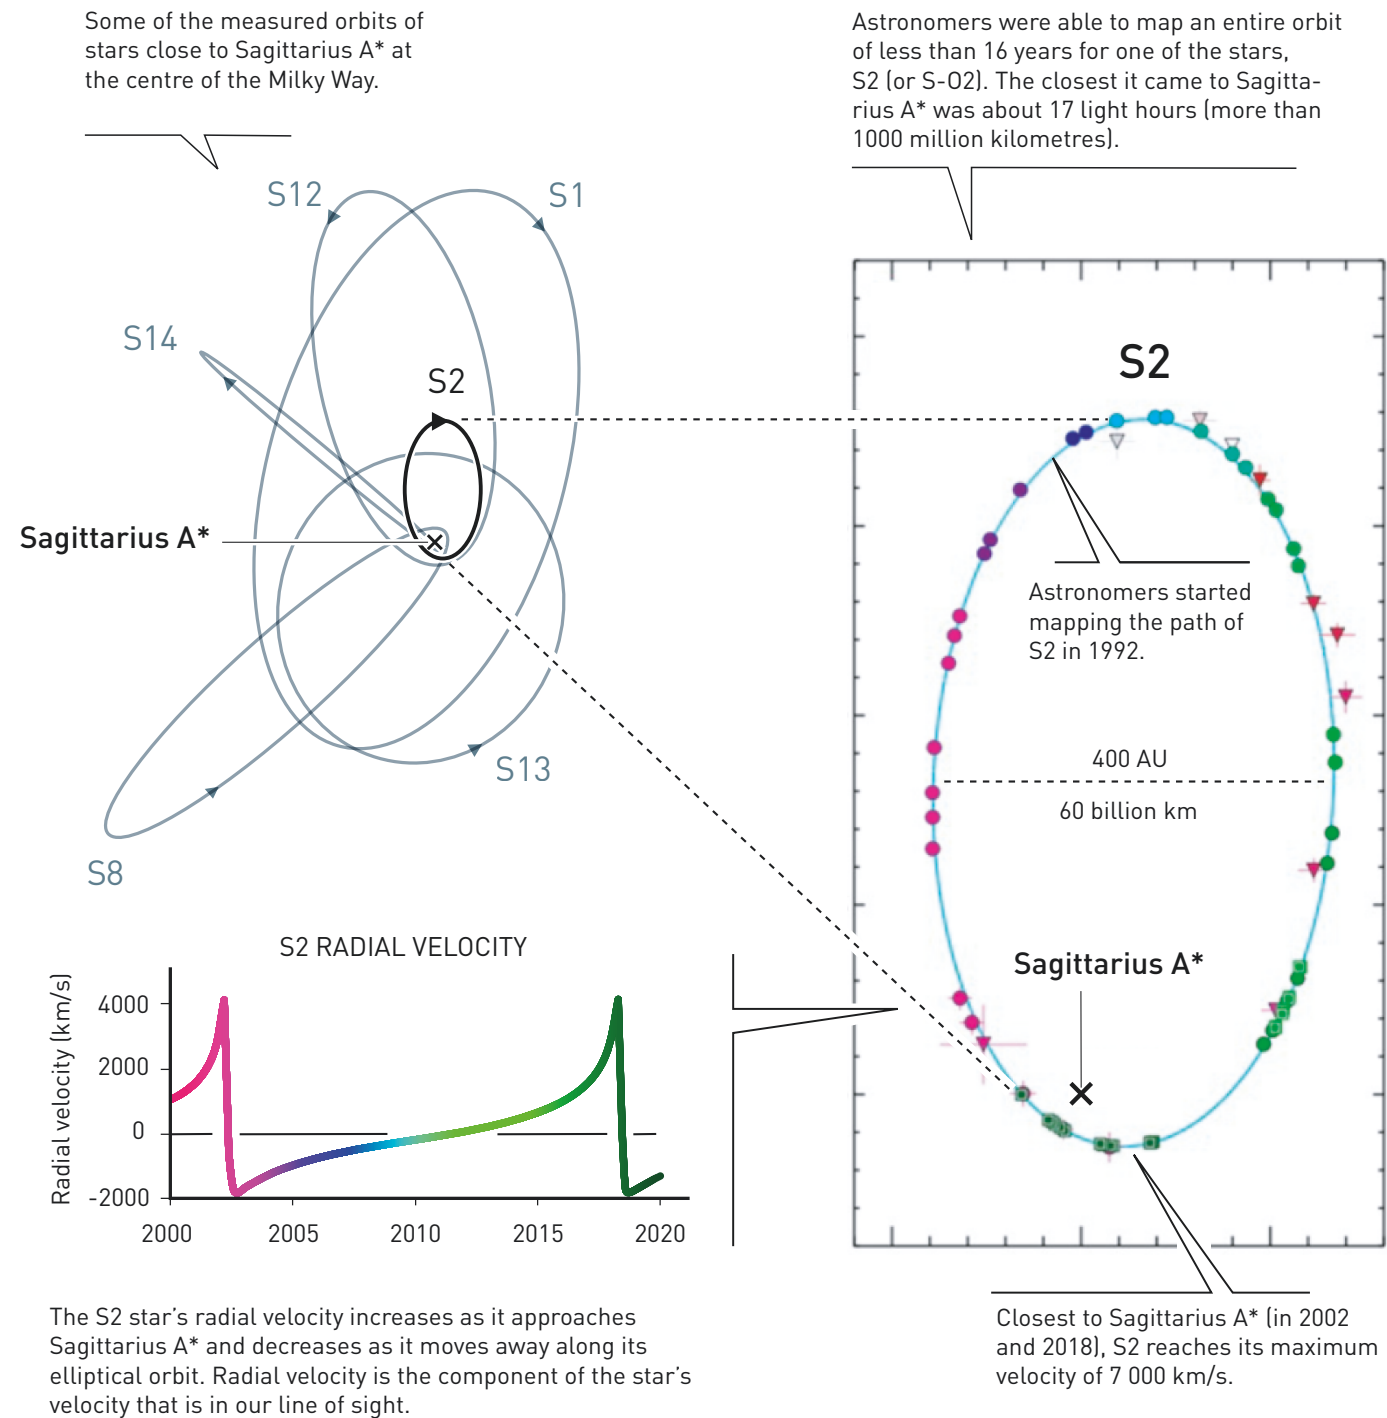 Some of the measured orbits of
stars close to Sagittarius A* at
the centre of the Milky Way.
Astronomers were able to map an entire orbit
of less than 16 years for one of the stars,
S2 (or S-O2). The closest it came to Sagitta-
rius A* was about 17 light hours (more than
1000 million kilometres).
S12
S1
S14
S2
Sagittarius A*
S13
S8
S2
Astronomers started
mapping the path of
S2 in 1992.
400 AU
60 billion km
Sagittarius A*
S2 RADIAL VELOCITY
Radial velocity (km/s)
4000
2000
0
-2000
2000 2005 2010 2015 2020
The S2 star’s radial velocity increases as it approaches
Sagittarius A* and decreases as it moves away along its
elliptical orbit. Radial velocity is the component of the star’s
velocity that is in our line of sight.
Closest to Sagittarius A* (in 2002
and 2018), S2 reaches its maximum
velocity of 7 000 km/s.